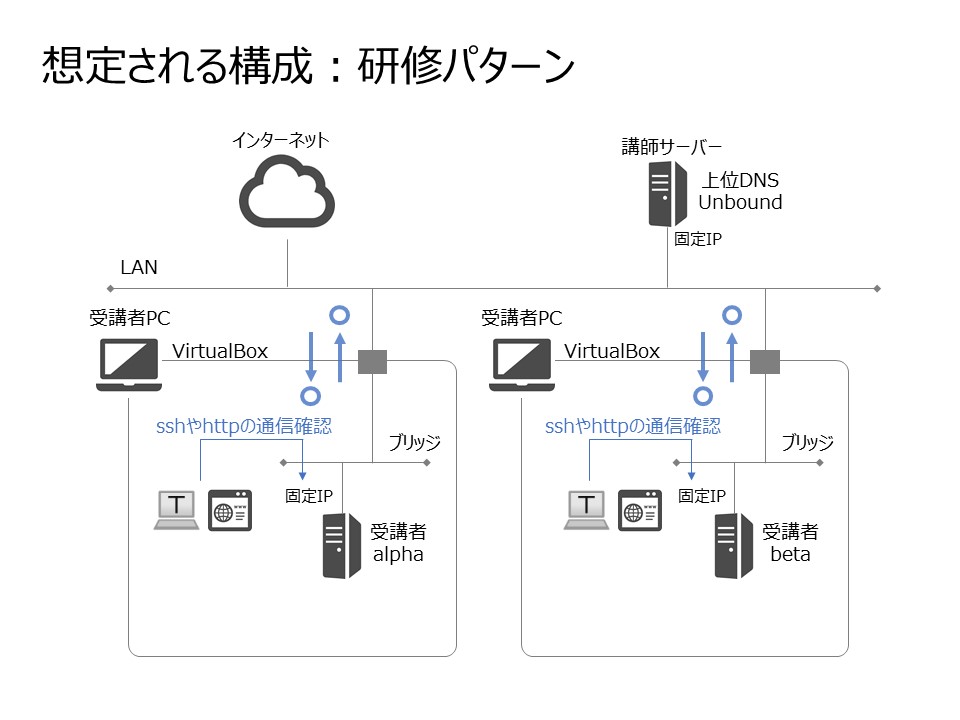 想定される構成：研修パターン
インターネット
講師サーバー
上位DNS
Unbound
固定IP
LAN
受講者PC
VirtualBox
sshやhttpの通信確認
ブリッジ
T
www
固定IP
受講者
alpha
受講者PC
VirtualBox
sshやhttpの通信確認
ブリッジ
T
www
固定IP
受講者
beta